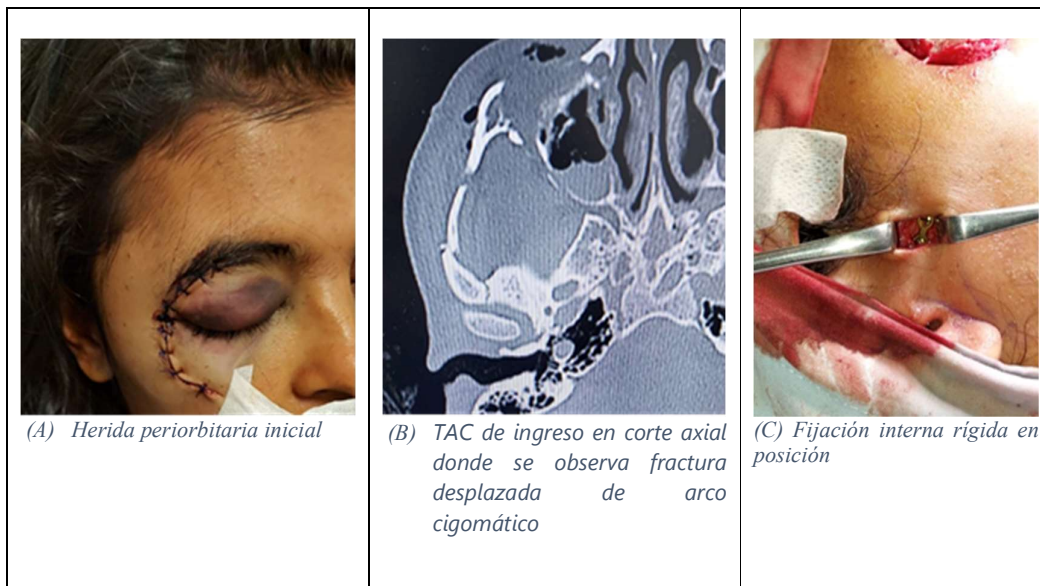 (A) Herida periorbitaria inicial
(B) TAC de ingreso en corte axial
donde se observa fractura
desplazada de arco
cigomático
(C) Fijación interna rígida en
posición